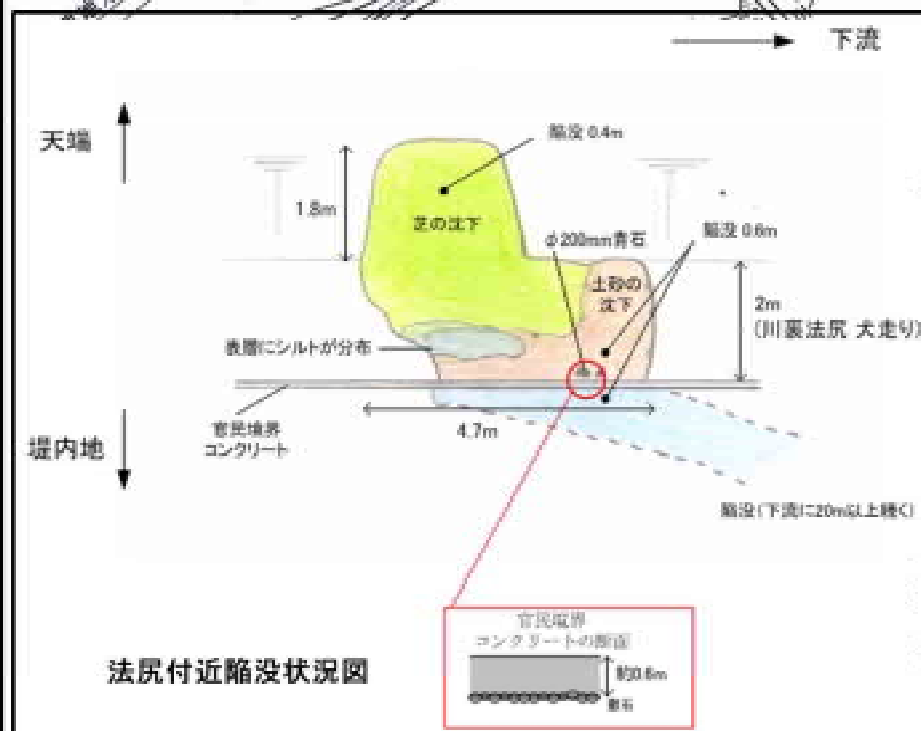 下流
天端
陥没 0.4m
1.8m
芝の沈下
φ200mm青石
陥没 0.6m
土砂の
沈下
2m
(川裏法尻 犬走り)
表層にシルトが分布
官民境界
コンクリート
4.7m
堤内地
陥没(下流に20m以上続く)
官民境界
コンクリートの断面
約0.6m
敷石
法尻付近陥没状況図